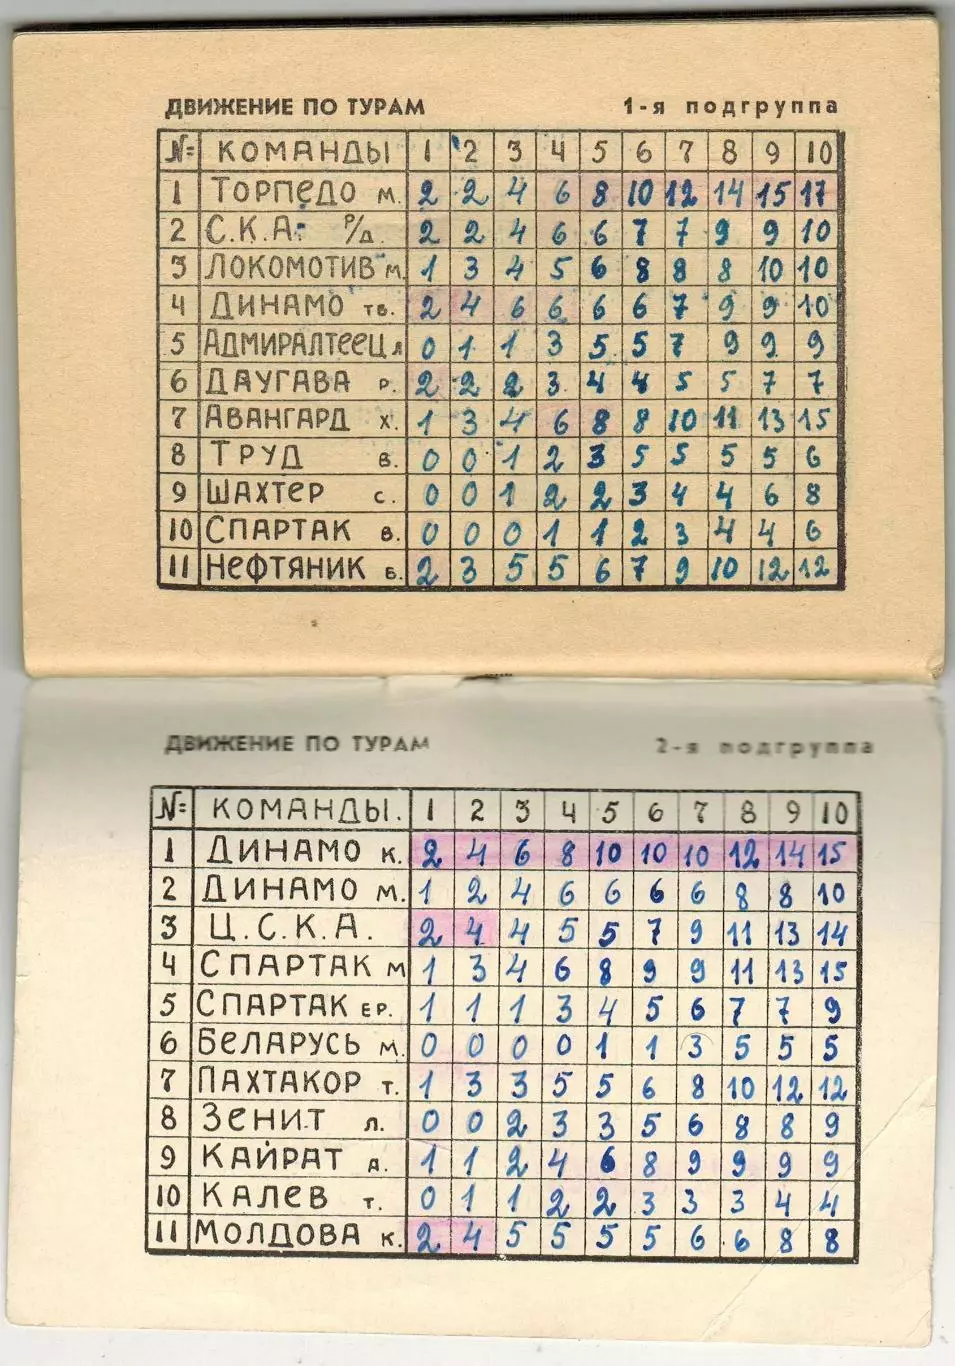 ДВИЖЕНИЕ ПО ТУРАМ 1-я подгруппа
№ КОМАНДЫ 1 2 3 4 5 6 7 8 9 10
1 ТОРПЕДО М. 2 2 4 6 8 10 12 14 15 17
2 С.К.А. Р/Д. 2 2 4 6 6 7 7 9 9 10
3 ЛОКОМОТИВ М. 1 3 4 5 6 8 8 8 10 10
4 ДИНАМО ТБ. 2 4 6 6 6 6 7 9 9 10
5 АДМИРАЛТЕЕЦ Л 0 1 1 3 5 5 7 9 9 9
6 ДАУГАВА Р. 2 2 2 3 4 4 5 5 7 7
7 АВАНГАРД Х. 1 3 4 6 8 8 10 11 13 15
8 ТРУД В. 0 0 1 2 3 5 5 5 5 6
9 ШАХТЕР С. 0 0 1 2 2 3 4 4 6 8
10 СПАРТАК В. 0 0 0 1 1 2 3 4 4 6
11 НЕФТЯНИК Б. 2 3 5 5 6 7 9 10 12 12
ДВИЖЕНИЕ ПО ТУРАМ 2-я подгруппа
№ КОМАНДЫ. 1 2 3 4 5 6 7 8 9 10
1 ДИНАМО К. 2 4 6 8 10 10 10 12 14 15
2 ДИНАМО М. 1 2 4 6 6 6 6 8 8 10
3 Ц.С.К.А. 2 4 4 5 5 7 9 11 13 14
4 СПАРТАК М 1 3 4 6 8 9 9 11 13 15
5 СПАРТАК ЕР. 1 1 1 3 4 5 6 7 7 9
6 БЕЛАРУСЬ М. 0 0 0 0 1 1 3 5 5 5
7 ПАХТАКОР Т. 1 3 3 5 5 6 8 10 12 12
8 ЗЕНИТ Л. 0 0 2 3 3 5 6 8 8 9
9 КАЙРАТ А. 1 1 2 4 6 8 9 9 9 9
10 КАЛЕВ Т. 0 1 1 2 2 3 3 3 4 4
11 МОЛДОВА К. 2 4 5 5 5 5 6 6 8 8